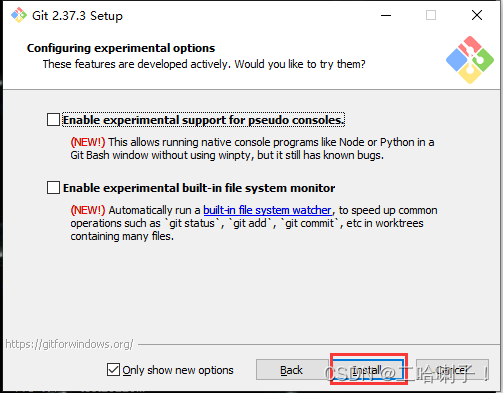 Git 2.37.3 Setup
Configuring experimental options
These features are developed actively. Would you like to try them?
Enable experimental support for pseudo consoles.
(NEW!) This allows running native console programs like Node or Python in a
Git Bash window without using winpty, but it still has known bugs.
Enable experimental built-in file system monitor
(NEW!) Automatically run a built-in file system watcher, to speed up common
operations such as `git status`, `git add`, `git commit`, etc in worktrees
containing many files.
https://gitforwindows.org/
Only show new options
Back
Install
Cancel
CSDN @工哈啊子！